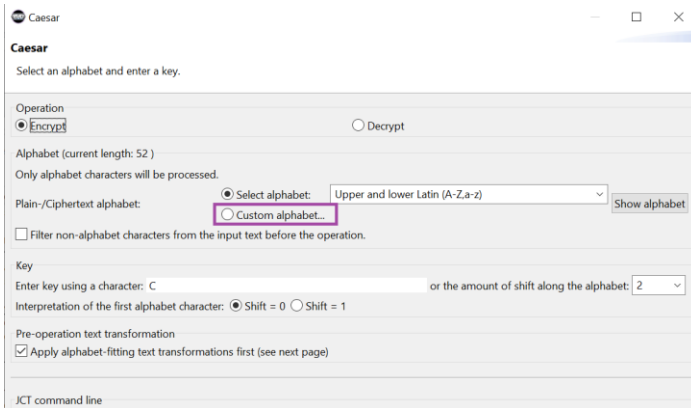 Caesar
Caesar
Select an alphabet and enter a key.
Operation
Encrypt Decrypt
Alphabet (current length: 52 )
Only alphabet characters will be processed.
Plain-/Ciphertext alphabet: Select alphabet: Upper and lower Latin (A-Z,a-z) Show alphabet
Custom alphabet...
Filter non-alphabet characters from the input text before the operation.
Key
Enter key using a character: C or the amount of shift along the alphabet: 2
Interpretation of the first alphabet character: Shift = 0 Shift = 1
Pre-operation text transformation
Apply alphabet-fitting text transformations first (see next page)
JCT command line